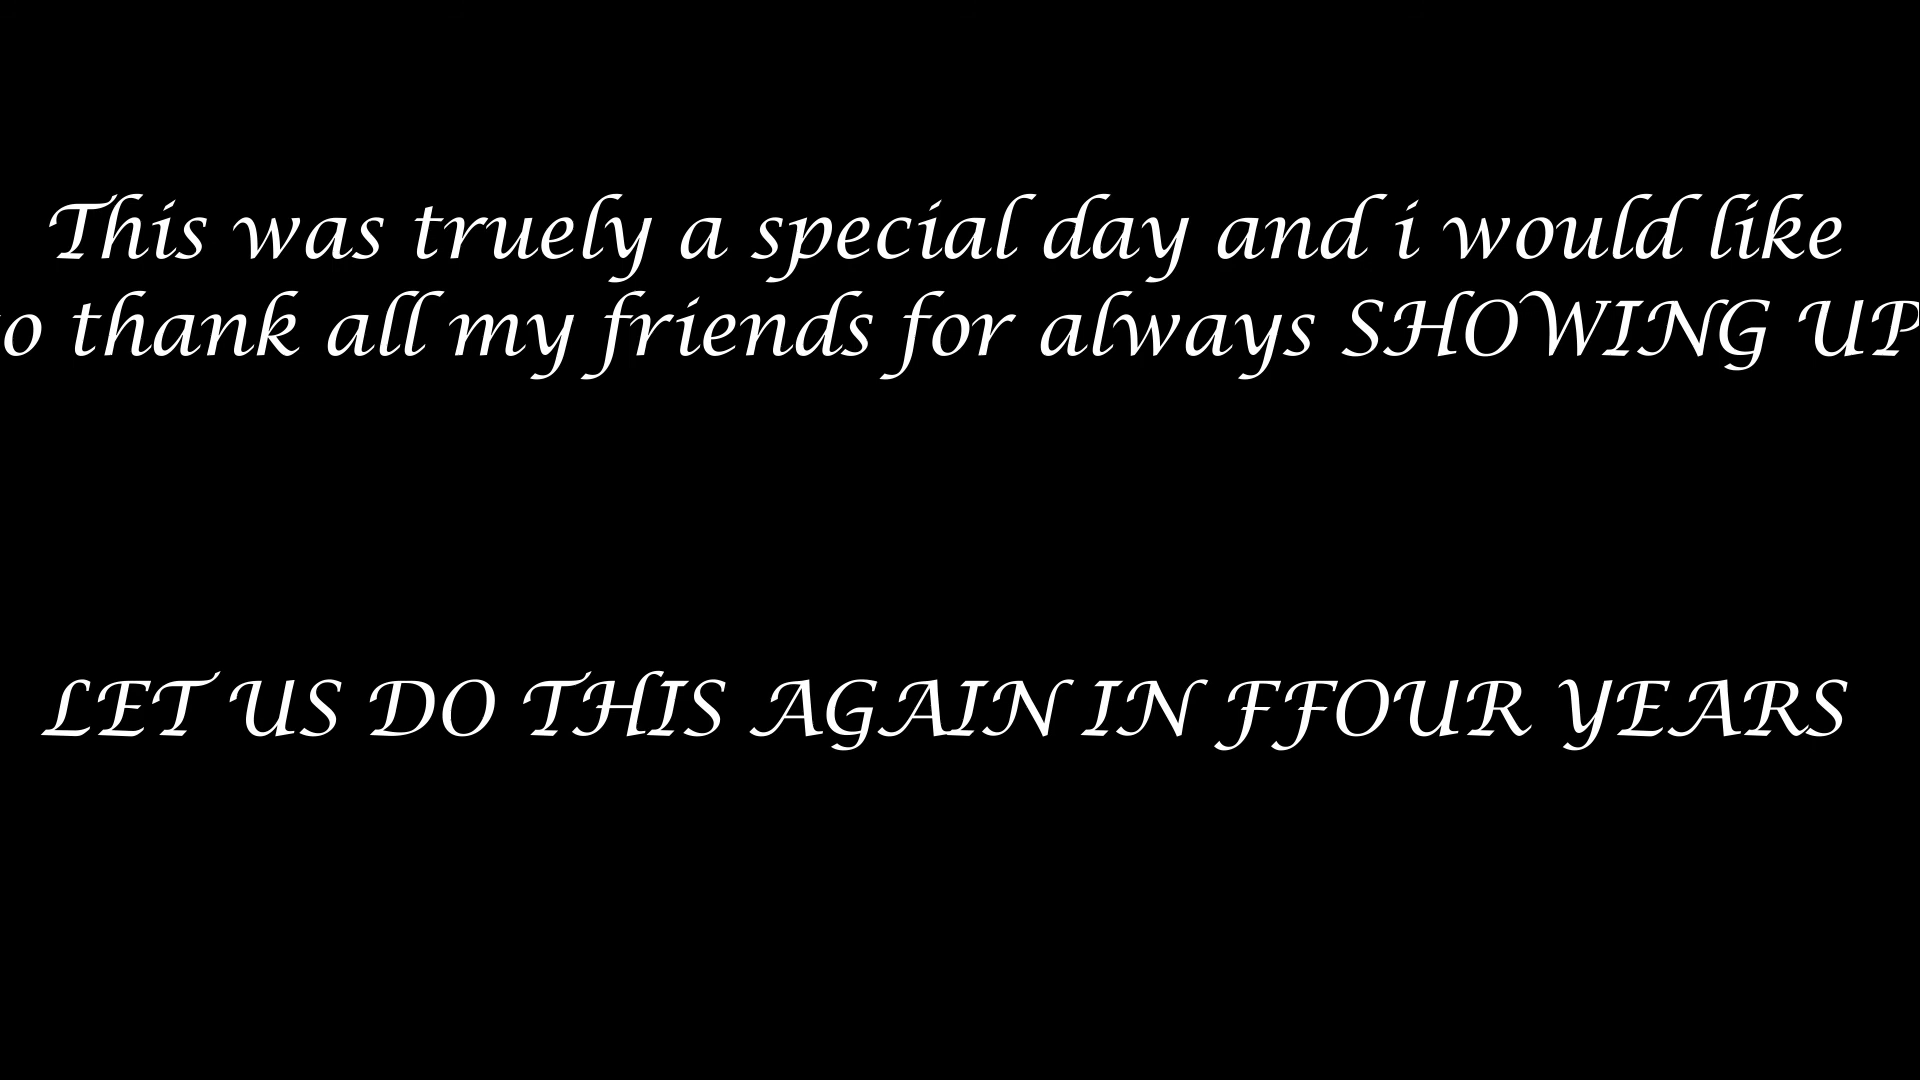 This was truely a special day and i would like
to thank all my friends for always SHOWING UP
LET US DO THIS AGAIN IN FFOUR YEARS